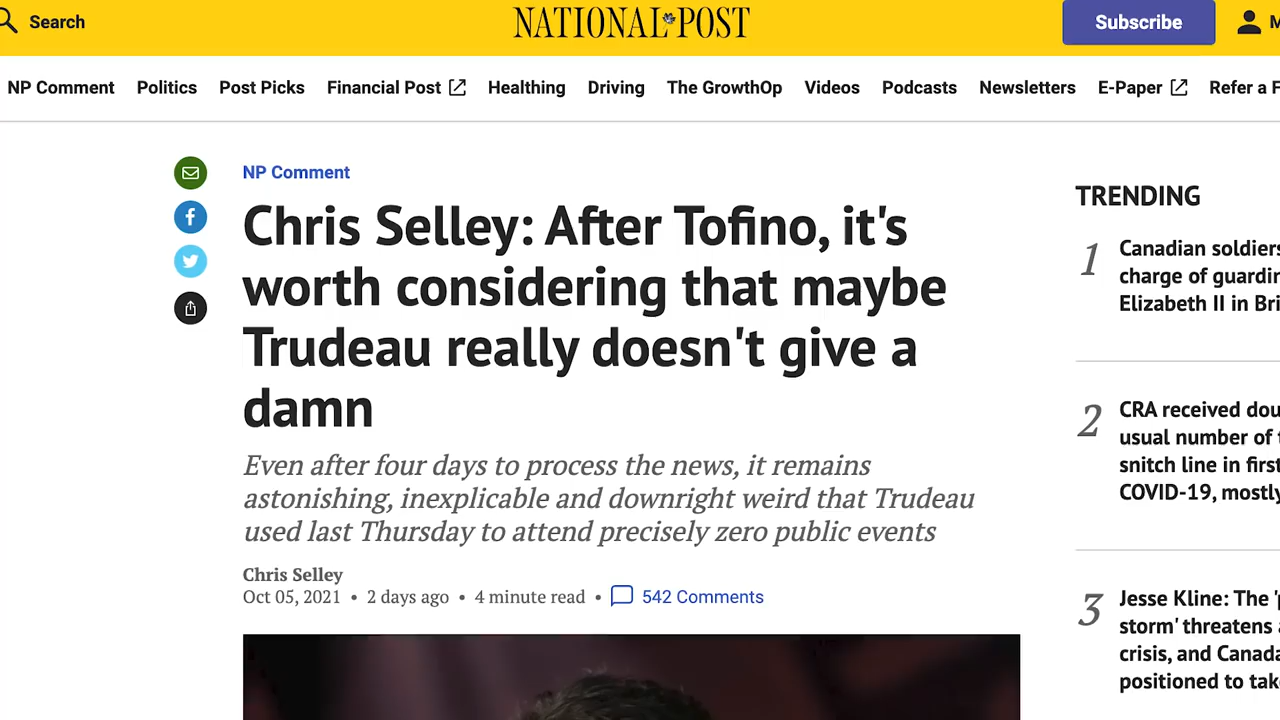 Search
NATIONAL POST
Subscribe
NP Comment
Politics
Post Picks
Financial Post
Healthing
Driving
The GrowthOp
Videos
Podcasts
Newsletters
E-Paper
Refer a
NP Comment
Chris Selley: After Tofino, it's
worth considering that maybe
Trudeau really doesn't give a
damn
Even after four days to process the news, it remains
astonishing, inexplicable and downright weird that Trudeau
used last Thursday to attend precisely zero public events
Chris Selley
Oct 05, 2021 • 2 days ago • 4 minute read • 542 Comments
TRENDING
1
Canadian soldiers
charge of
Elizabeth II in
2
CRA received
usual number of
snitch line in first
COVID-19, mostly
3
Jesse Kline: The
storm' threatens
crisis, and
positioned to